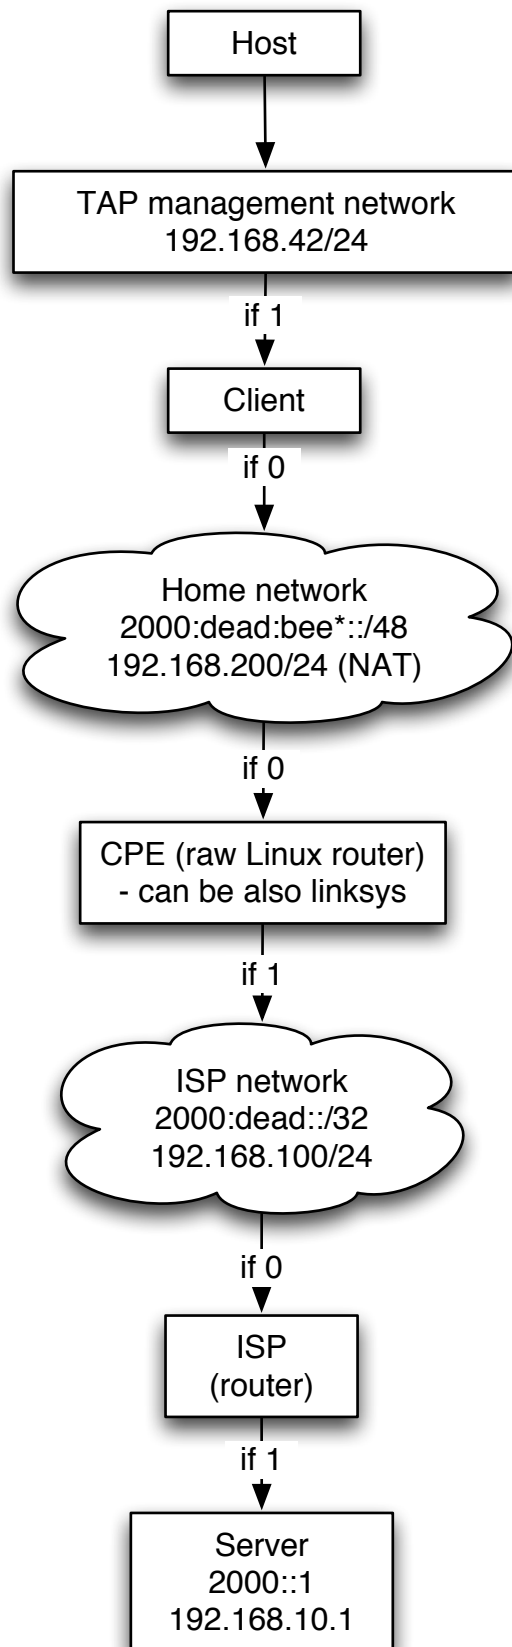 Host
TAP management network
192.168.42/24
if 1
Client
if 0
Home network
2000:dead:bee*::/48
192.168.200/24 (NAT)
if 0
CPE (raw Linux router)
- can be also linksys
if 1
ISP network
2000:dead::/32
192.168.100/24
if 0
ISP
(router)
if 1
Server
2000::1
192.168.10.1